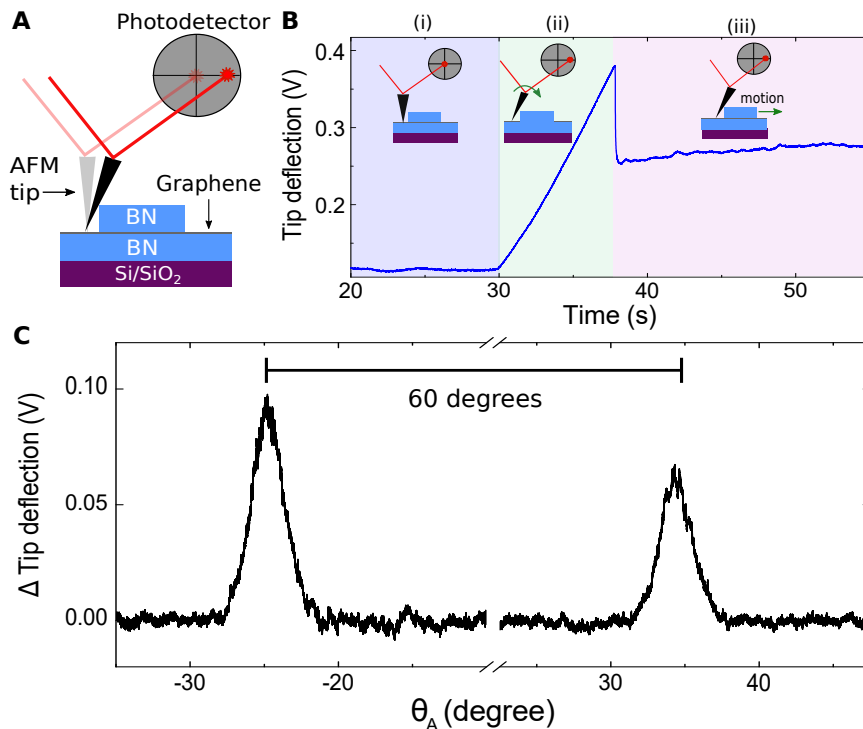 A
Photodetector
AFM
tip
Graphene
BN
BN
Si/SiO₂
B
(i)
(ii)
(iii)
motion
Tip deflection (V)
0.4
0.3
0.2
20
30
40
50
Time (s)
C
60 degrees
Δ Tip deflection (V)
0.10
0.05
0.00
-30
-20
30
40
θ_A (degree)